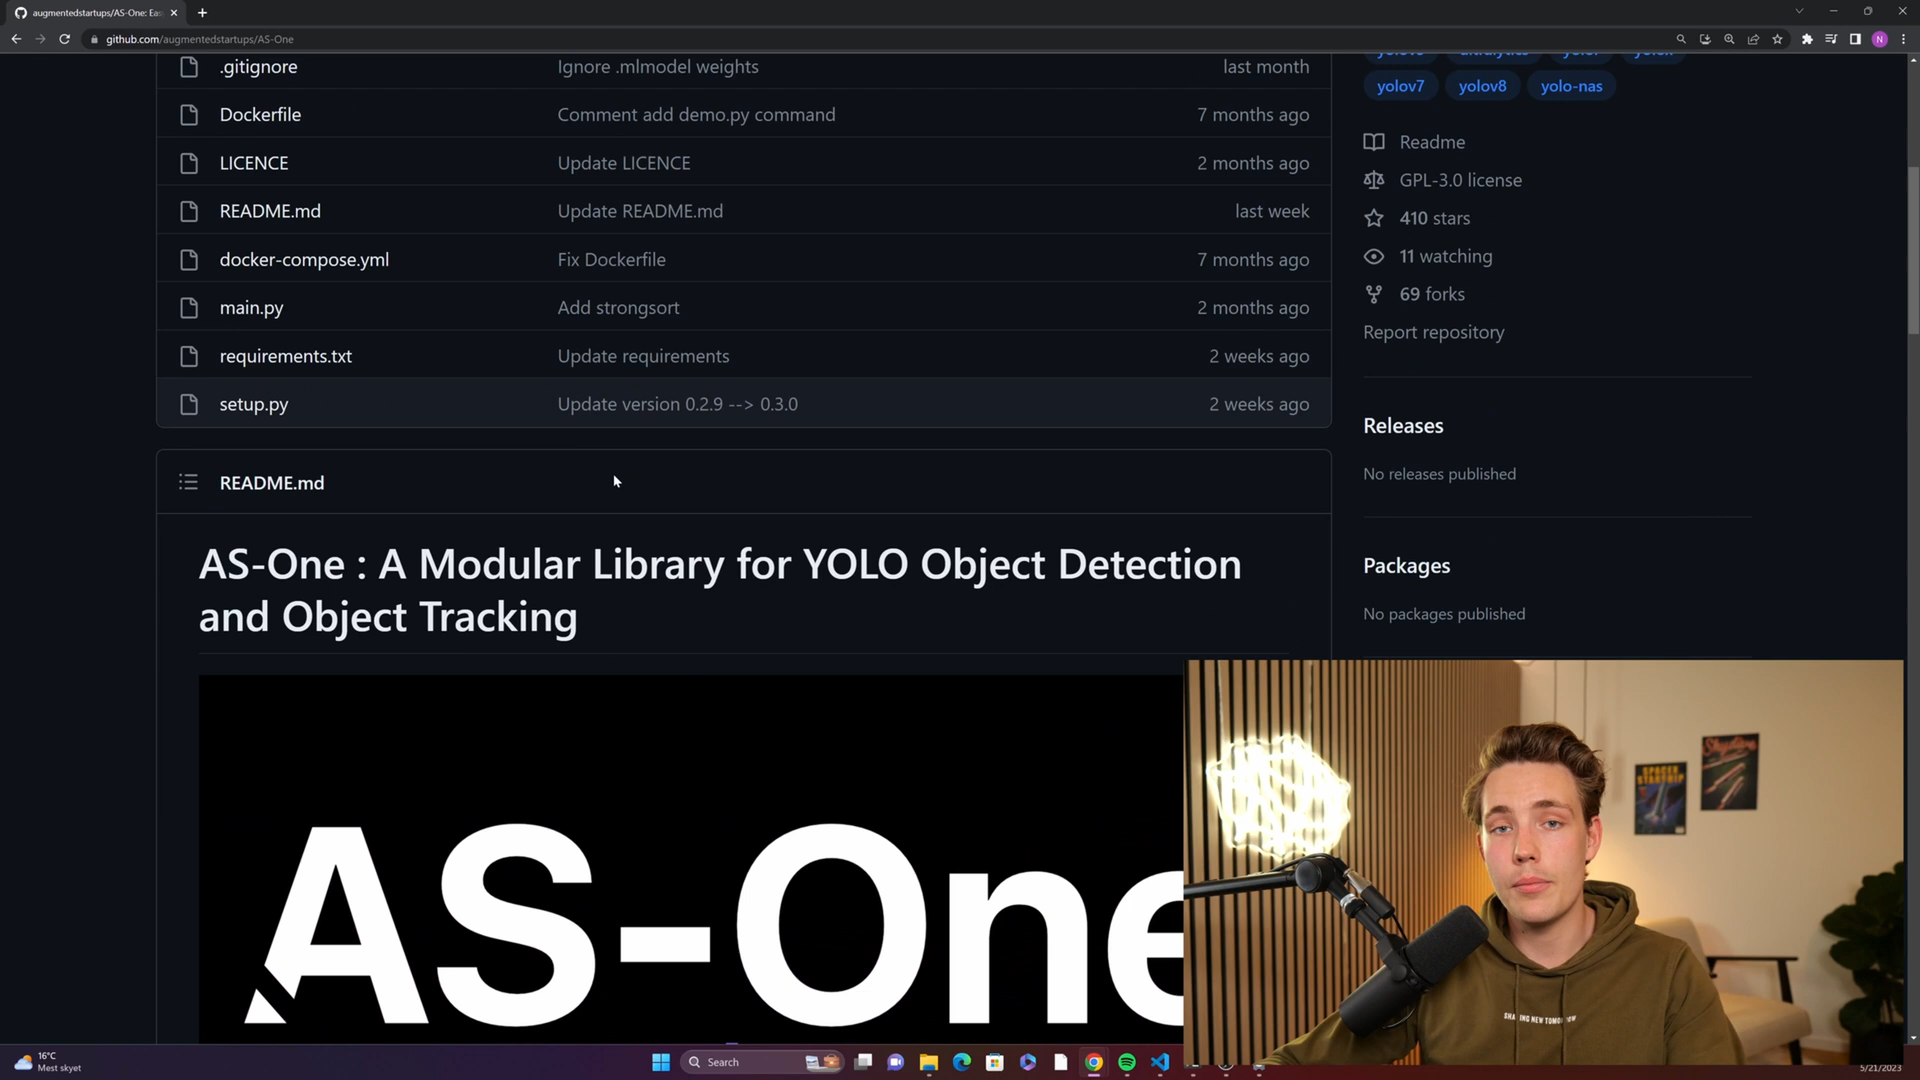 augmentedstartups/AS-One: Eas
github.com/augmentedstartups/AS-One
N
.gitignore Ignore .mlmodel weights last month
Dockerfile Comment add demo.py command 7 months ago
LICENCE Update LICENCE 2 months ago
README.md Update README.md last week
docker-compose.yml Fix Dockerfile 7 months ago
main.py Add strongsort 2 months ago
requirements.txt Update requirements 2 weeks ago
setup.py Update version 0.2.9 --> 0.3.0 2 weeks ago
README.md
AS-One : A Modular Library for YOLO Object Detection
and Object Tracking
AS-One
yolov7 yolov8 yolo-nas
Readme
GPL-3.0 license
410 stars
11 watching
69 forks
Report repository
Releases
No releases published
Packages
No packages published
SPACER
STARTRIP
Skydive
16°C
Mest skyet
Search
5/21/2023